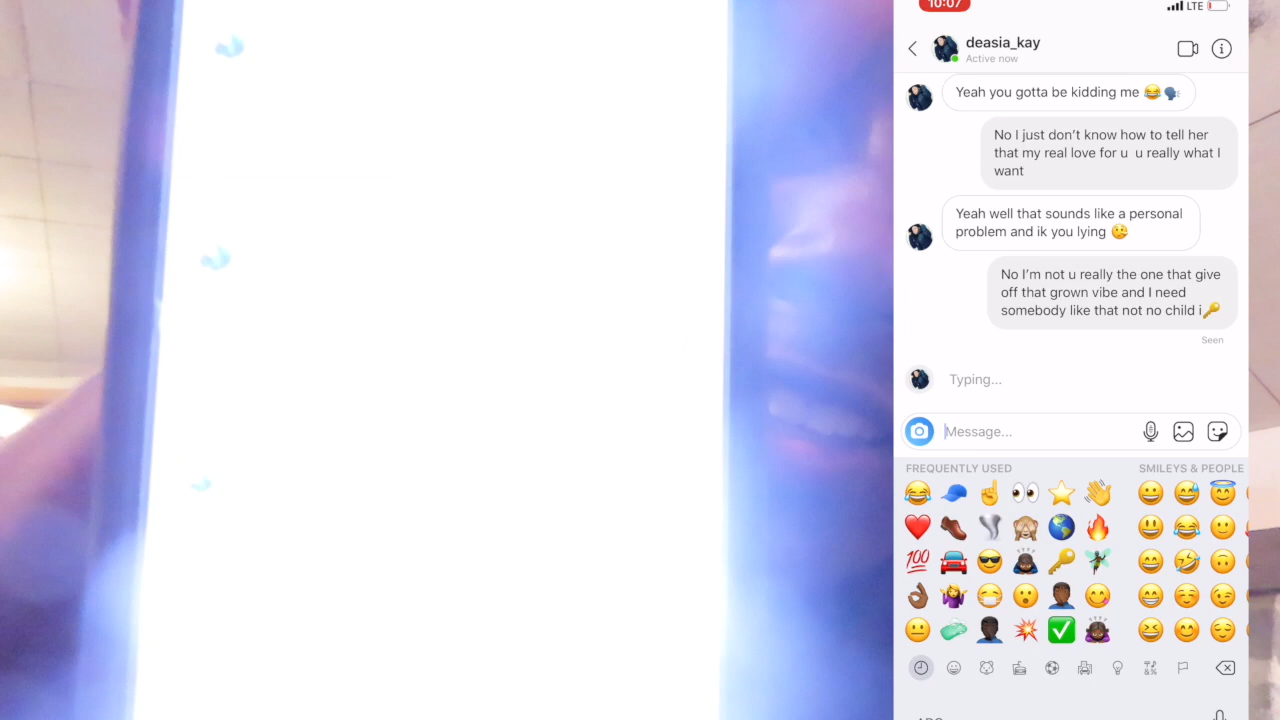 10:07
LTE
deasia_kay
Active now
Yeah you gotta be kidding me 😂🗣
No I just don't know how to tell her
that my real love for u u really what I
want
Yeah well that sounds like a personal
problem and ik you lying 🤥
No I'm not u really the one that give
off that grown vibe and I need
somebody like that not no child i🔑
Seen
Typing...
Message...
FREQUENTLY USED
SMILEYS & PEOPLE